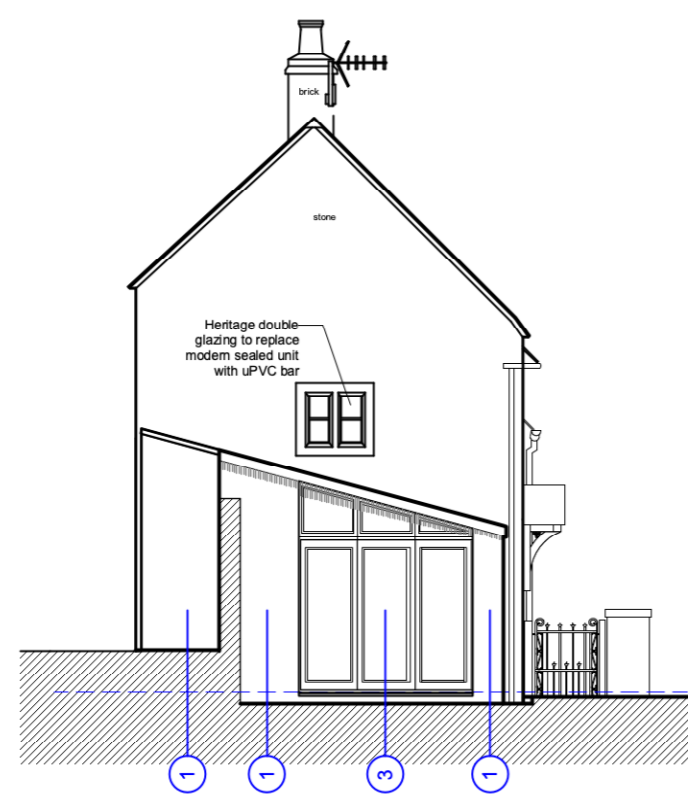 brick
stone
Heritage double
glazing to replace
modern sealed unit
with uPVC bar
1
1
3
1